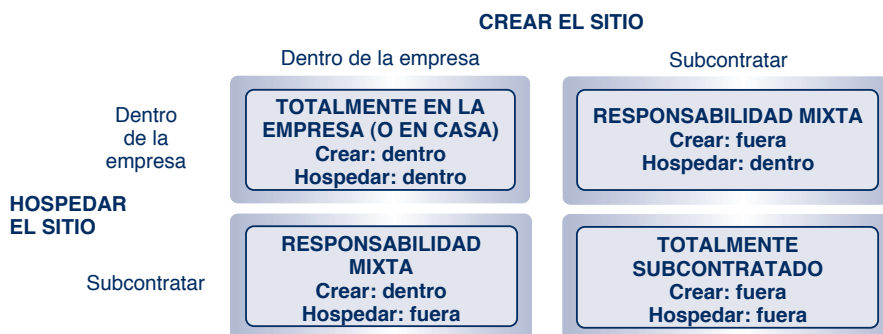 CREAR EL SITIO
Dentro de la empresa
Subcontratar
Dentro
de la
empresa
TOTALMENTE EN LA
EMPRESA (O EN CASA)
Crear: dentro
Hospedar: dentro
RESPONSABILIDAD MIXTA
Crear: fuera
Hospedar: dentro
HOSPEDAR
EL SITIO
Subcontratar
RESPONSABILIDAD
MIXTA
Crear: dentro
Hospedar: fuera
TOTALMENTE
SUBCONTRATADO
Crear: fuera
Hospedar: fuera